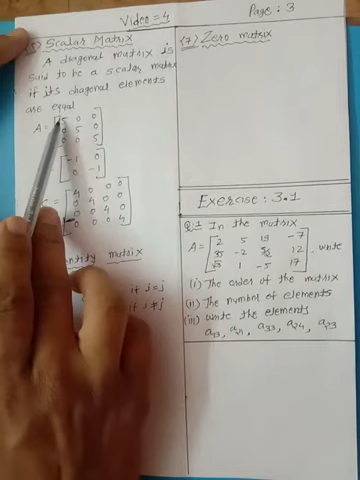 Video = 4
Page : 3
(5) Scalar Matrix
A diagonal matrix is
said to be a scalar matrix
if its diagonal elements
are equal
A = 5 0 0
0 5 0
0 0 5
-1 0
0 -1
4 0 0 0
0 4 0 0
0 0 4 0
0 0 0 4
if i=j
if i≠j
(7) Zero matrix
Exercise : 3.1
Q:1 In the matrix
A = 2 5 19 -7
35 -2 5/2 12 . write
√3 1 -5 17
(i) The order of the matrix
(ii) The number of elements
(iii) write the elements
a13, a21, a33, a24, a23